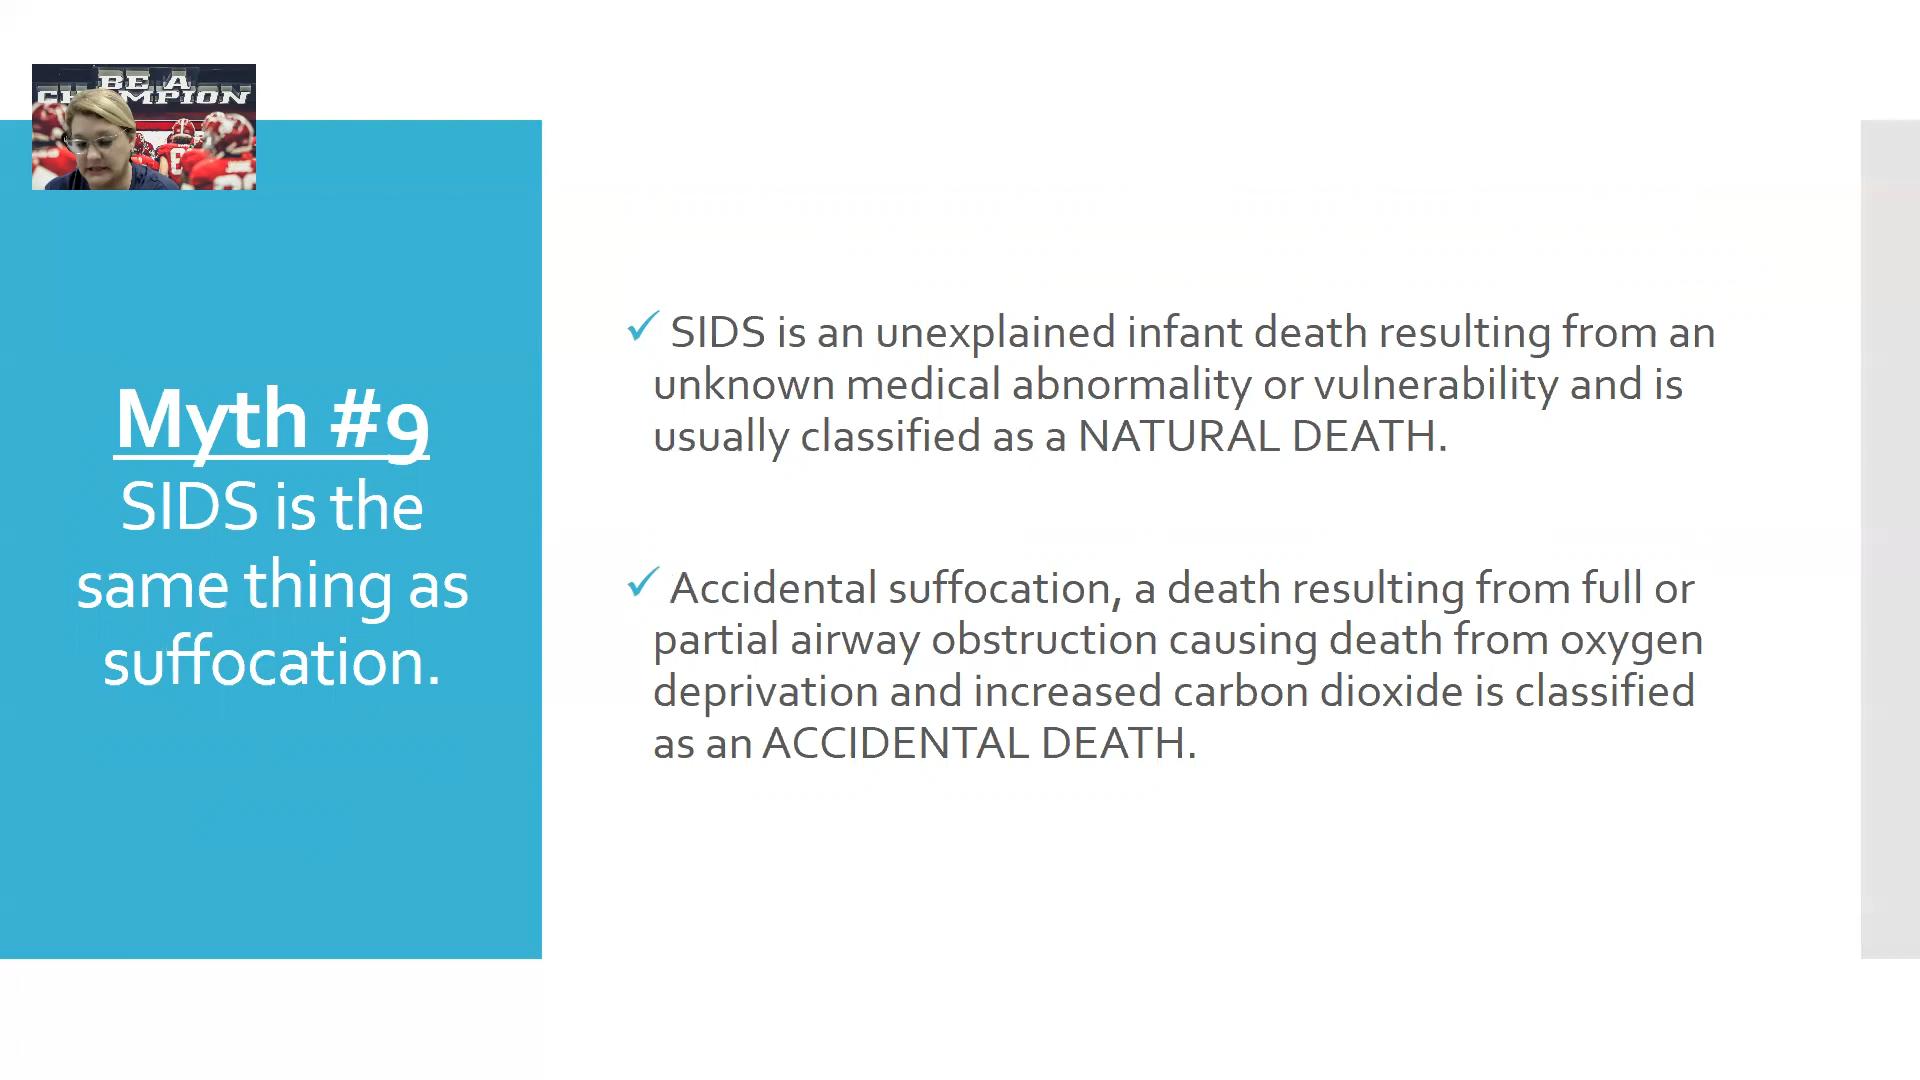 BE A
CHAMPION
Myth #9
SIDS is the
same thing as
suffocation.
✓ SIDS is an unexplained infant death resulting from an
unknown medical abnormality or vulnerability and is
usually classified as a NATURAL DEATH.
✓ Accidental suffocation, a death resulting from full or
partial airway obstruction causing death from oxygen
deprivation and increased carbon dioxide is classified
as an ACCIDENTAL DEATH.